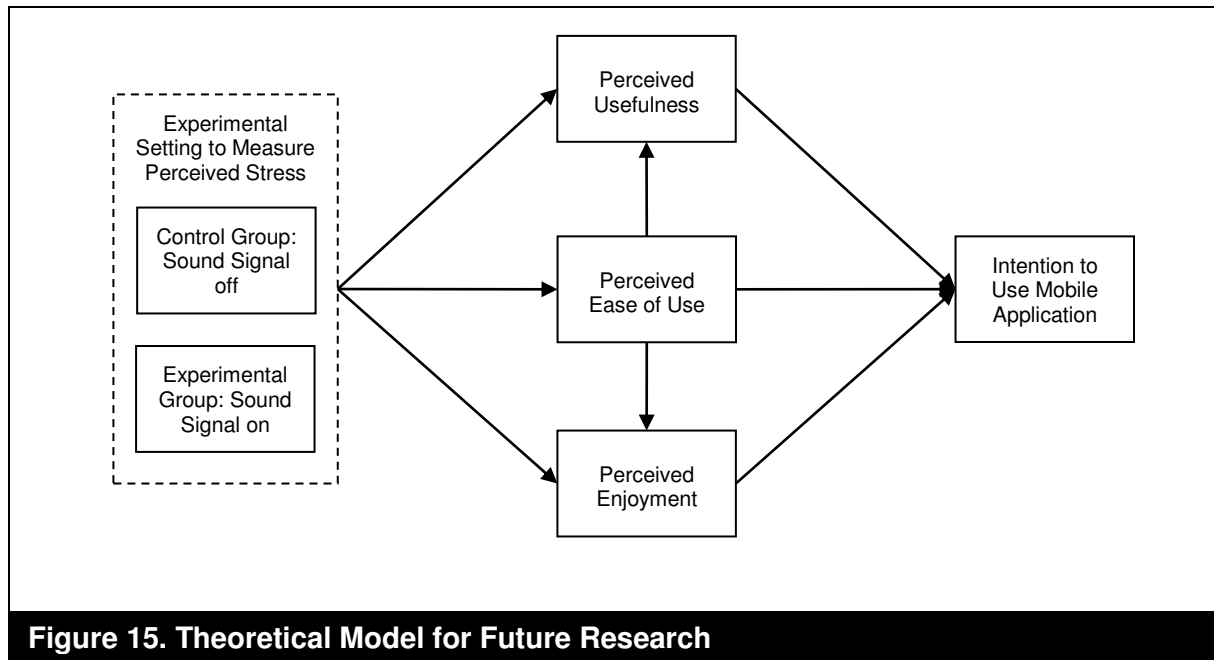 Experimental
Setting to Measure
Perceived Stress
Control Group:
Sound Signal
off
Experimental
Group: Sound
Signal on
Perceived
Usefulness
Perceived
Ease of Use
Perceived
Enjoyment
Intention to
Use Mobile
Application
Figure 15. Theoretical Model for Future Research